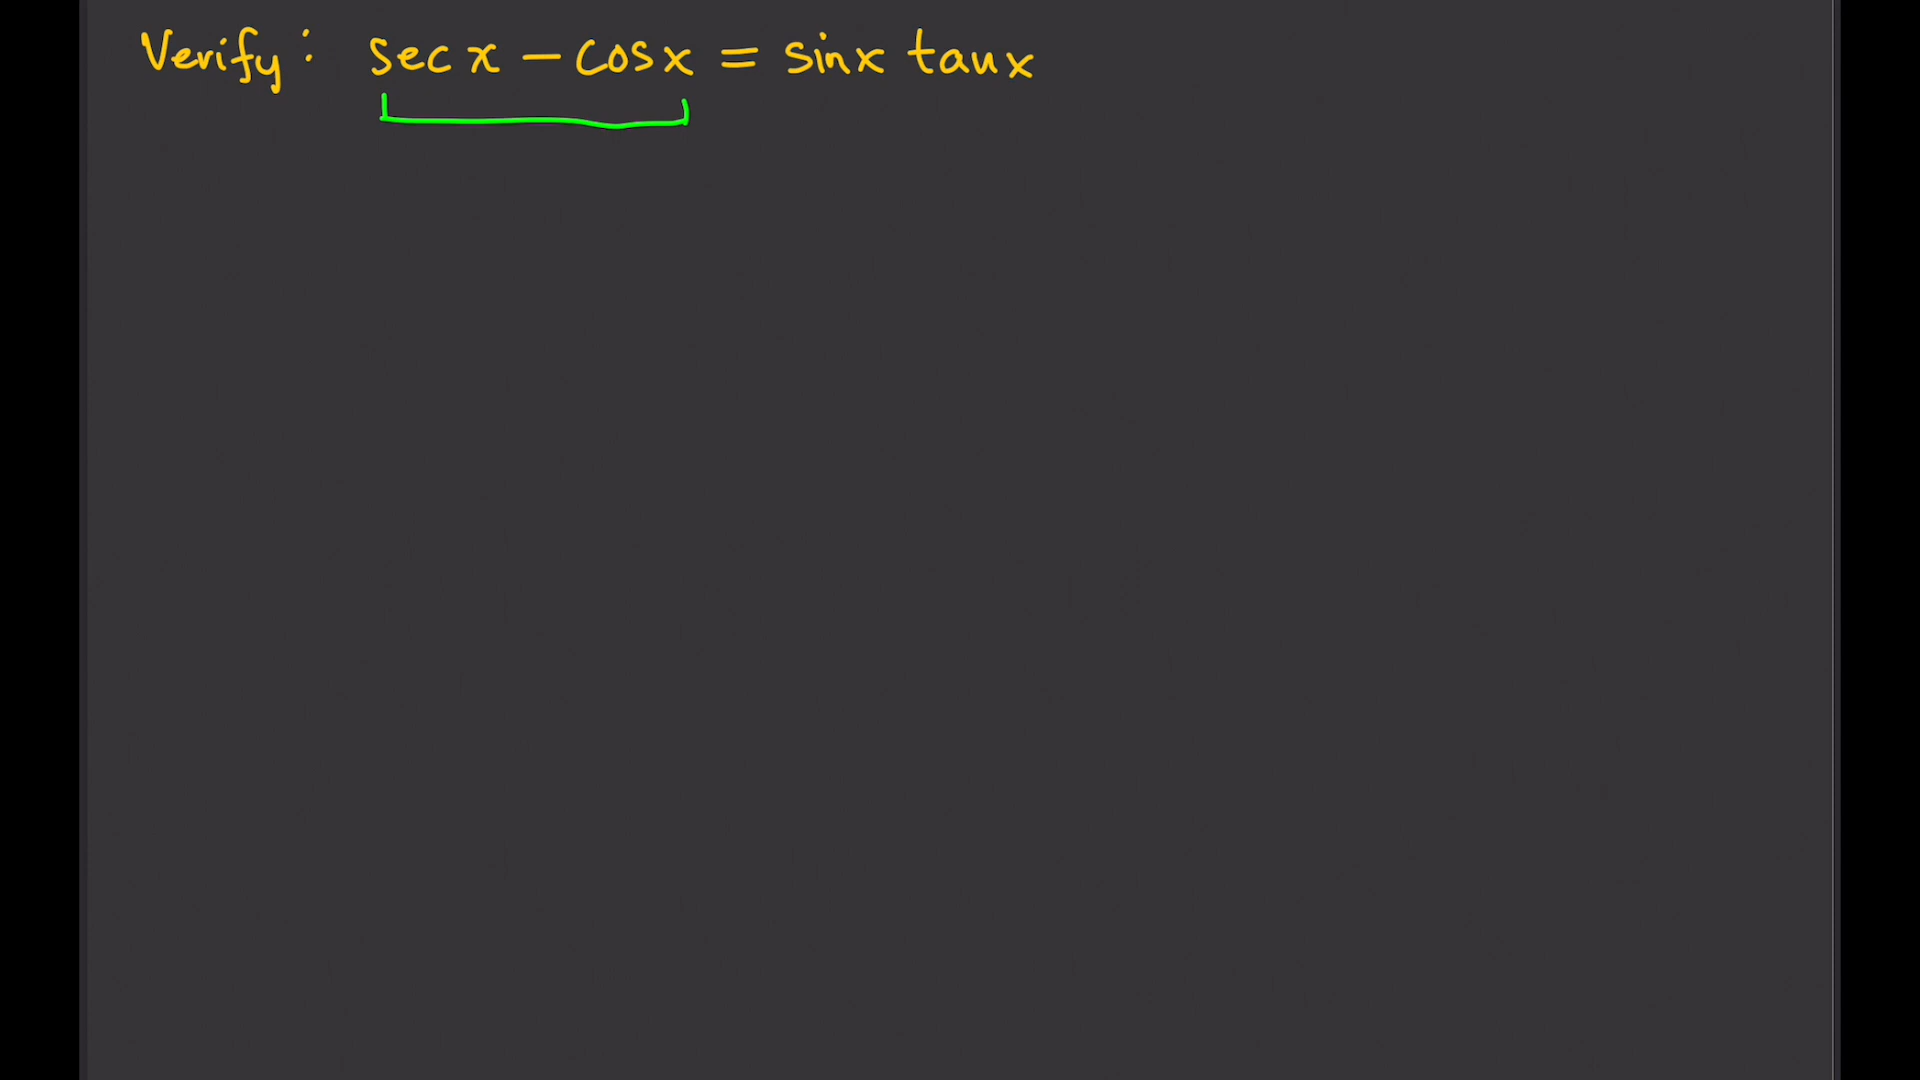 Verify: sec x - cos x = sin x tan x